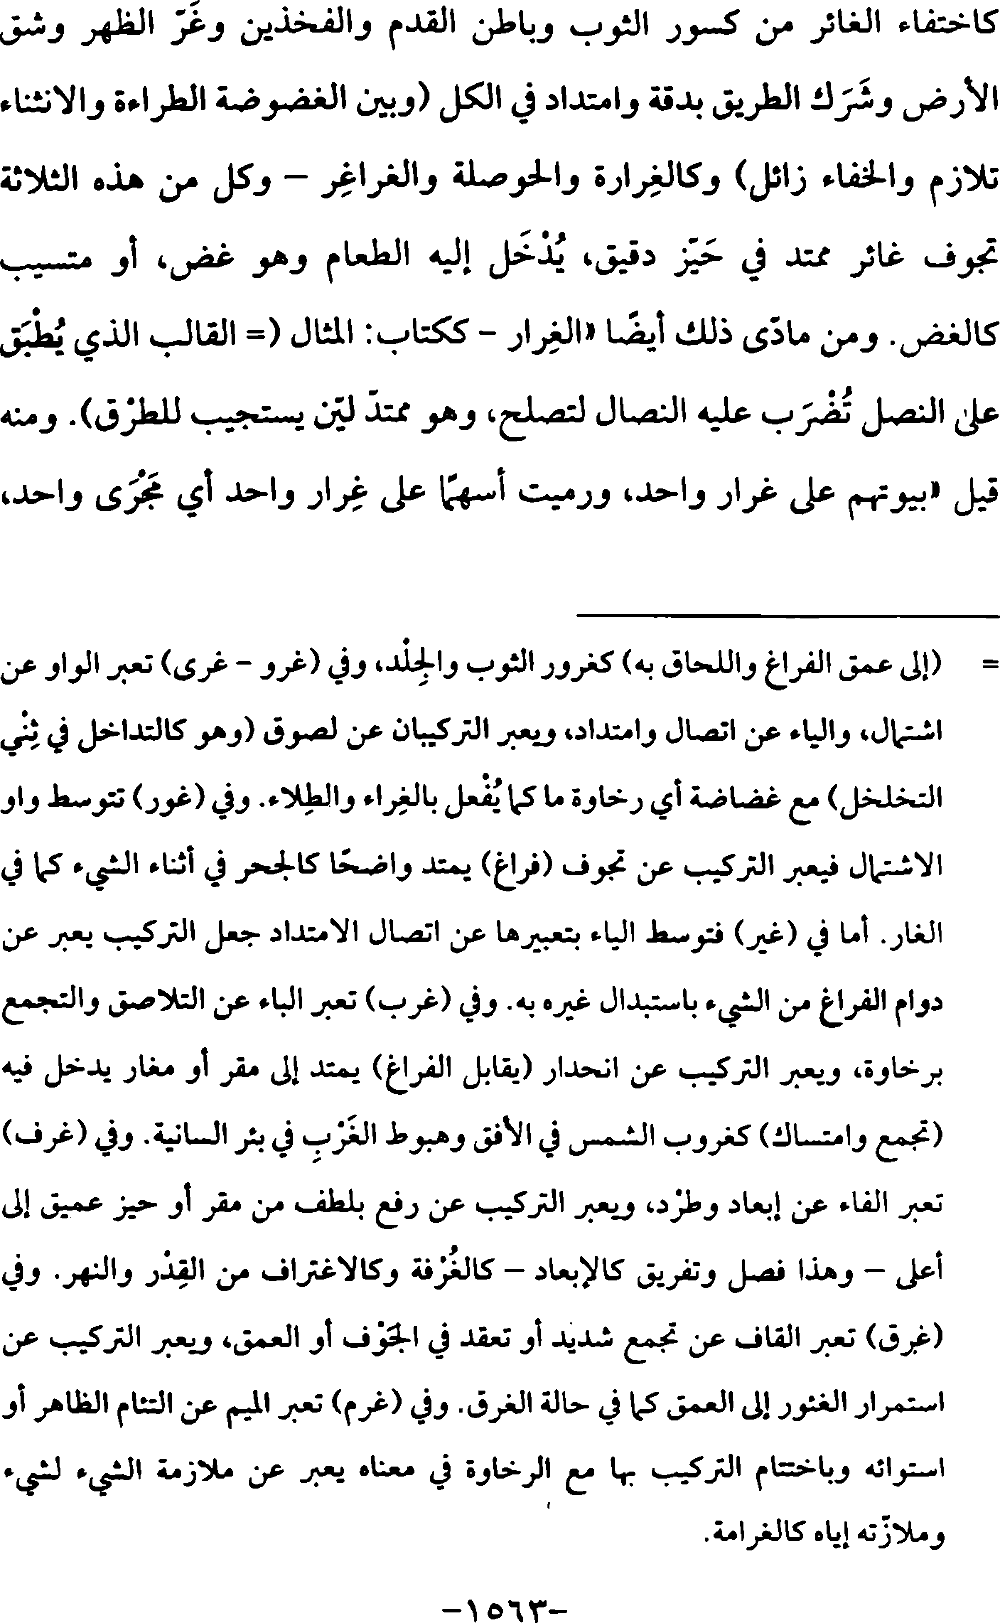 كاختفاء الغائر من كسور الثوب وباطن القدم والفخذين وغَرّ الظهر وشق
الأرض وشَرَك الطريق بدقة وامتداد في الكل (وبين الغضوضة الطراءة والانثناء
تلازم والخفاء زائل) وكالغِرارة والحوصلة والغراغِر – وكل من هذه الثلاثة
تجوف غائر ممتد في حَيّز دقيق، يُدْخَل إليه الطعام وهو غض، أو متسيب
كالغض. ومن مادّى ذلك أيضًا «الغِرار – ككتاب: المثال (= القالب الذي يُطْبَق
على النصل تُضْرَب عليه النصال لتصلح، وهو ممتدّ ليّن يستجيب للطرْق). ومنه
قيل «بيوتهم على غرار واحد، ورميت أسهمًا على غِرار واحد أي مَجْرًى واحد،
= (إلى عمق الفراغ واللحاق به) كغرور الثوب والجِلْد، وفي (غرو - غرى) تعبر الواو عن
اشتمال، والياء عن اتصال وامتداد، ويعبر التركيبان عن لصوق (وهو كالتداخل في ثِنْي
التخلخل) مع غضاضة أي رخاوة ما كما يُفْعل بالغِراء والطِلاء. وفي (غور) تتوسط واو
الاشتمال فيعبر التركيب عن تجوف (فراغ) يمتد واضحًا كالجحر في أثناء الشيء كما في
الغار. أما في (غير) فتوسط الياء بتعبيرها عن اتصال الامتداد جعل التركيب يعبر عن
دوام الفراغ من الشيء باستبدال غيره به. وفي (غرب) تعبر الباء عن التلاصق والتجمع
برخاوة، ويعبر التركيب عن انحدار (يقابل الفراغ) يمتد إلى مقر أو مغار يدخل فيه
(تجمع وامتساك) كغروب الشمس في الأفق وهبوط الغَرْبِ في بئر السانية. وفي (غرف)
تعبر الفاء عن إبعاد وطرْد، ويعبر التركيب عن رفع بلطف من مقر أو حيز عميق إلى
أعلى – وهذا فصل وتفريق كالإبعاد – كالغُرْفة وكالاغتراف من القِدْر والنهر. وفي
(غرق) تعبر القاف عن تجمع شديد أو تعقد في الجَوْف أو العمق، ويعبر التركيب عن
استمرار الغئور إلى العمق كما في حالة الغرق. وفي (غرم) تعبر الميم عن التئام الظاهر أو
استوائه وباختتام التركيب بها مع الرخاوة في معناه يعبر عن ملازمة الشيء لشيء
وملازّته إياه كالغرامة.
-١٥٦٣-